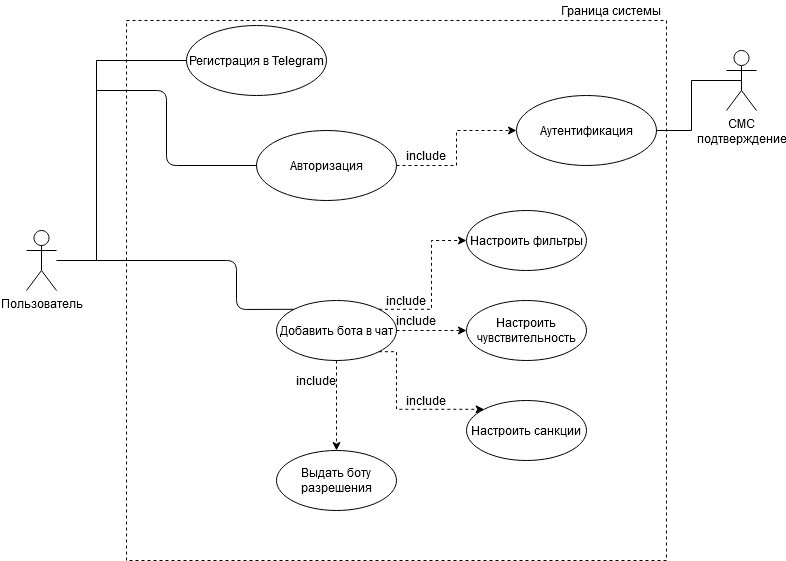 Граница системы
Регистрация в Telegram
СМС
подтверждение
Аутентификация
include
Авторизация
Настроить фильтры
Пользователь
include
Добавить бота в чат
include
Настроить
чувствительность
include
include
Настроить санкции
Выдать боту
разрешения